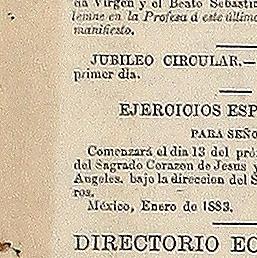 da Virgen y el Beato Sebasti
lemne en la Profesa á este último
manifiesto.
JUBILEO CIRCULAR.—
primer dia.
EJERCICIOS ESP
PARA SEÑO
Comenzará el dia 13 del pró
del Sagrado Corazon de Jesus y
Angeles, bajo la direccion del S
ros.
México, Enero de 1883.
DIRECTORIO EC